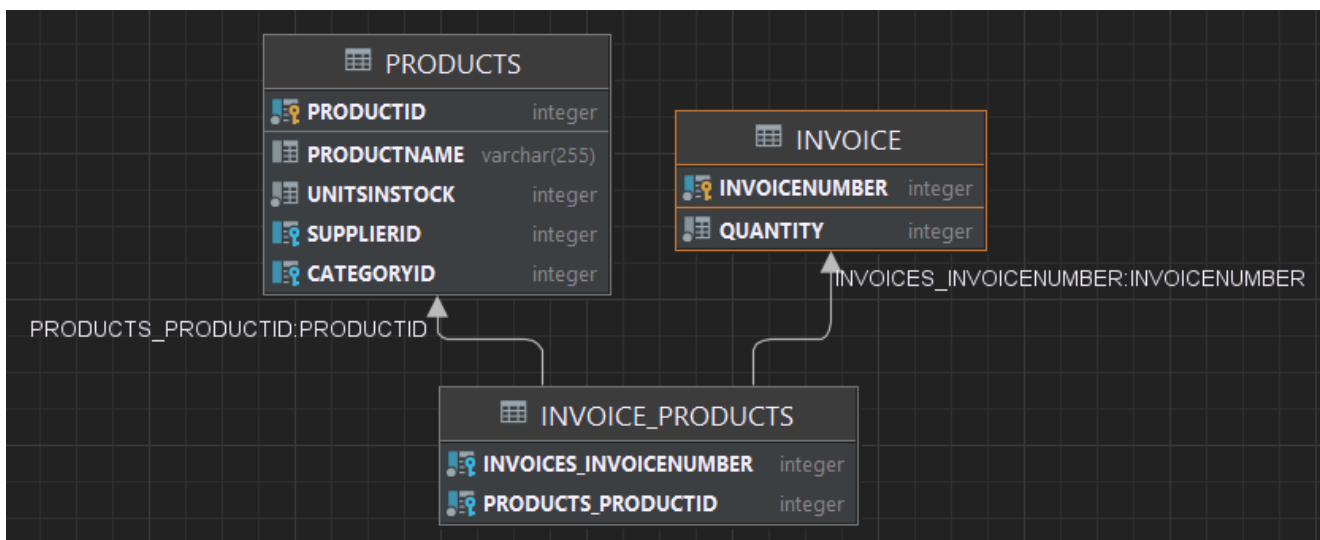 PRODUCTS
PRODUCTID integer
PRODUCTNAME varchar(255)
UNITSINSTOCK integer
SUPPLIERID integer
CATEGORYID integer
INVOICE
INVOICENUMBER integer
QUANTITY integer
INVOICES_INVOICENUMBER:INVOICENUMBER
PRODUCTS_PRODUCTID:PRODUCTID
INVOICE_PRODUCTS
INVOICES_INVOICENUMBER integer
PRODUCTS_PRODUCTID integer